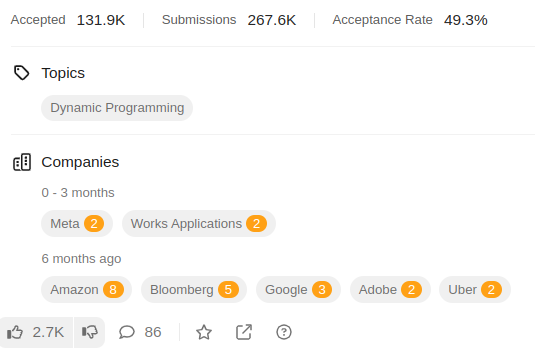 Accepted 131.9K Submissions 267.6K Acceptance Rate 49.3%
Topics
Dynamic Programming
Companies
0 - 3 months
Meta 2 Works Applications 2
6 months ago
Amazon 8 Bloomberg 5 Google 3 Adobe 2 Uber 2
2.7K 86